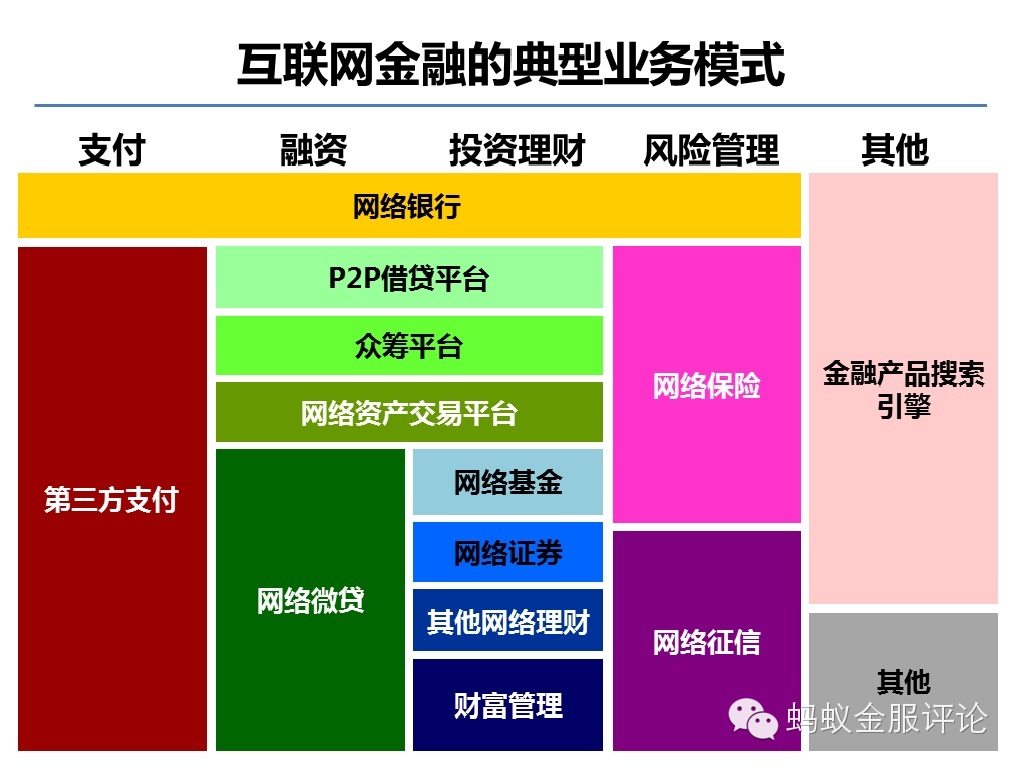 互联网金融的典型业务模式
支付
融资
投资理财
风险管理
其他
网络银行
第三方支付
P2P借贷平台
众筹平台
网络资产交易平台
网络微贷
网络基金
网络证券
其他网络理财
财富管理
网络保险
网络征信
金融产品搜索
引擎
其他
蚂蚁金服评论